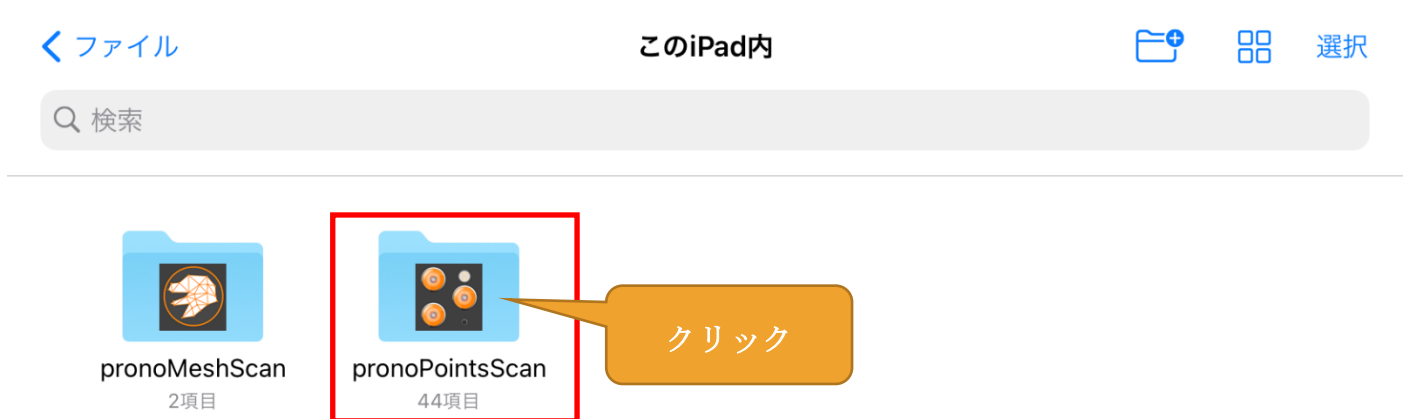 ファイル
このiPad内
選択
検索
クリック
pronoMeshScan
pronoPointsScan
2項目
44項目